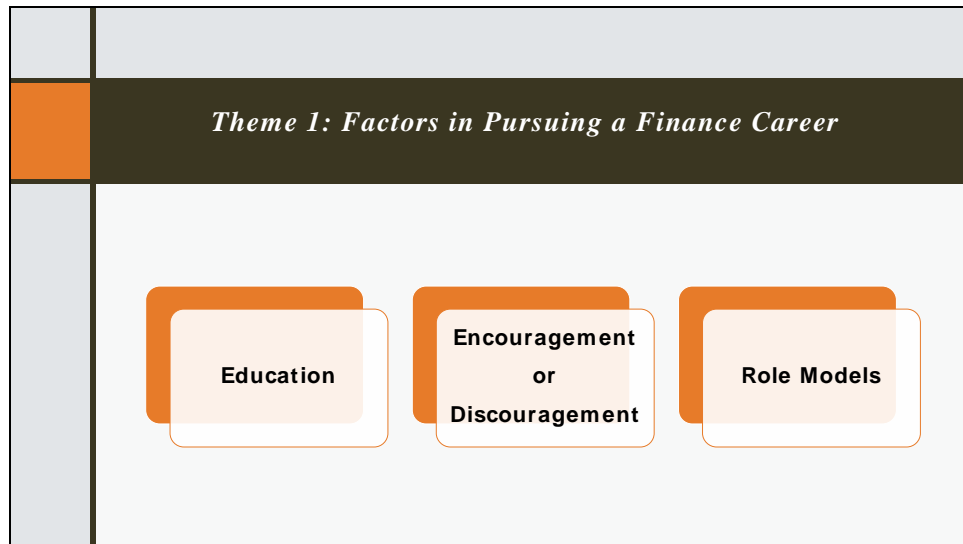 Theme 1: Factors in Pursuing a Finance Career
Education
Encouragement
or
Discouragement
Role Models